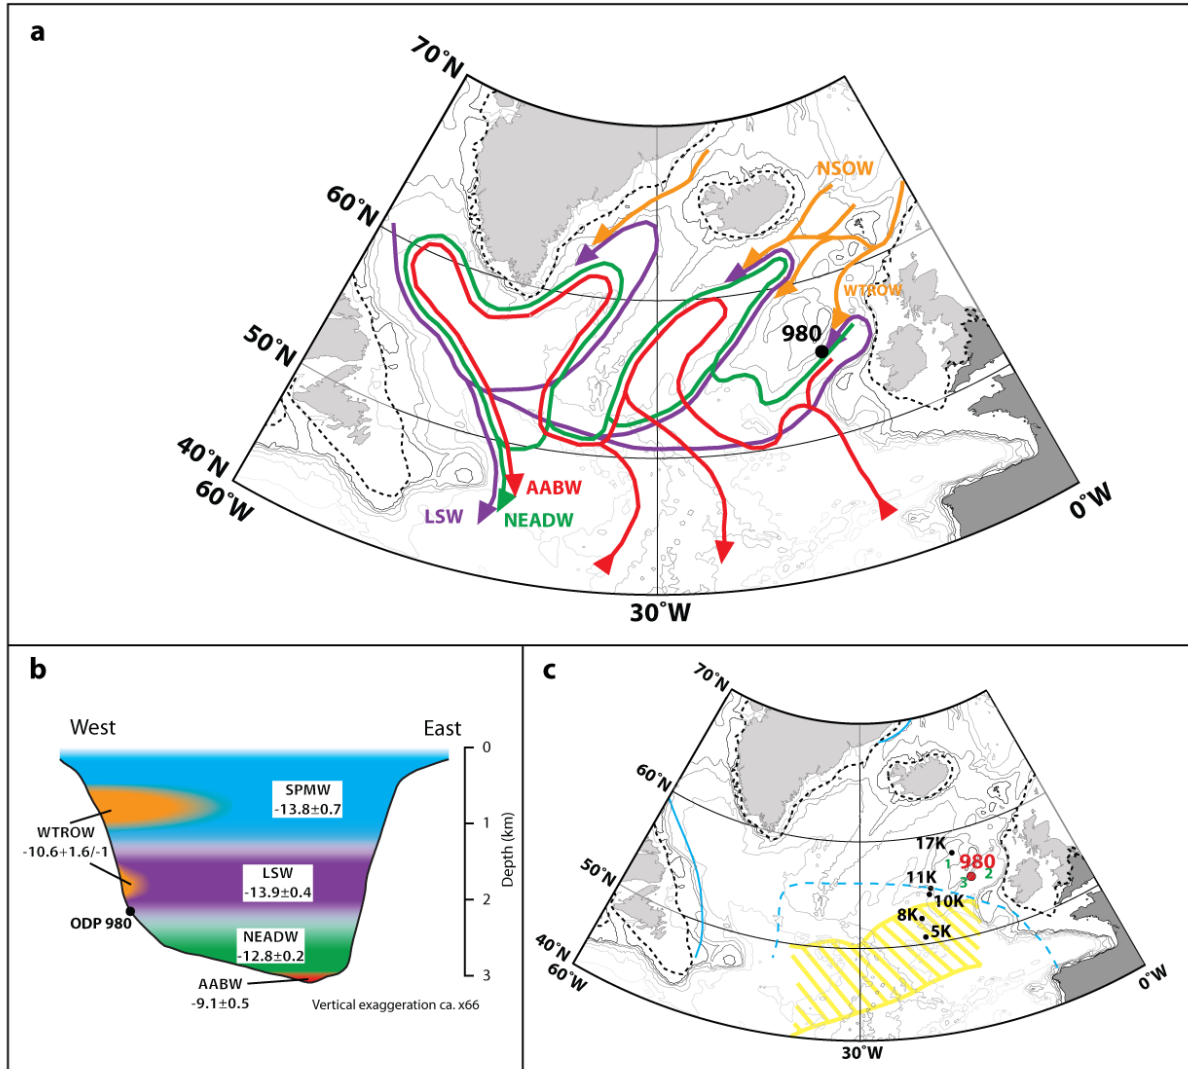 a
70°N
60°N
50°N
40°N
60°W
30°W
0°W
NSOW
WTROW
980
AABW
LSW
NEADW
b
West
East
0
1
2
3
Depth (km)
SPMW
-13.8±0.7
WTROW
-10.6+1.6/-1
LSW
-13.9±0.4
ODP 980
NEADW
-12.8±0.2
AABW
-9.1±0.5
Vertical exaggeration ca. x66
c
70°N
60°N
50°N
40°N
60°W
30°W
0°W
17K
980
1
2
3
11K
10K
8K
5K